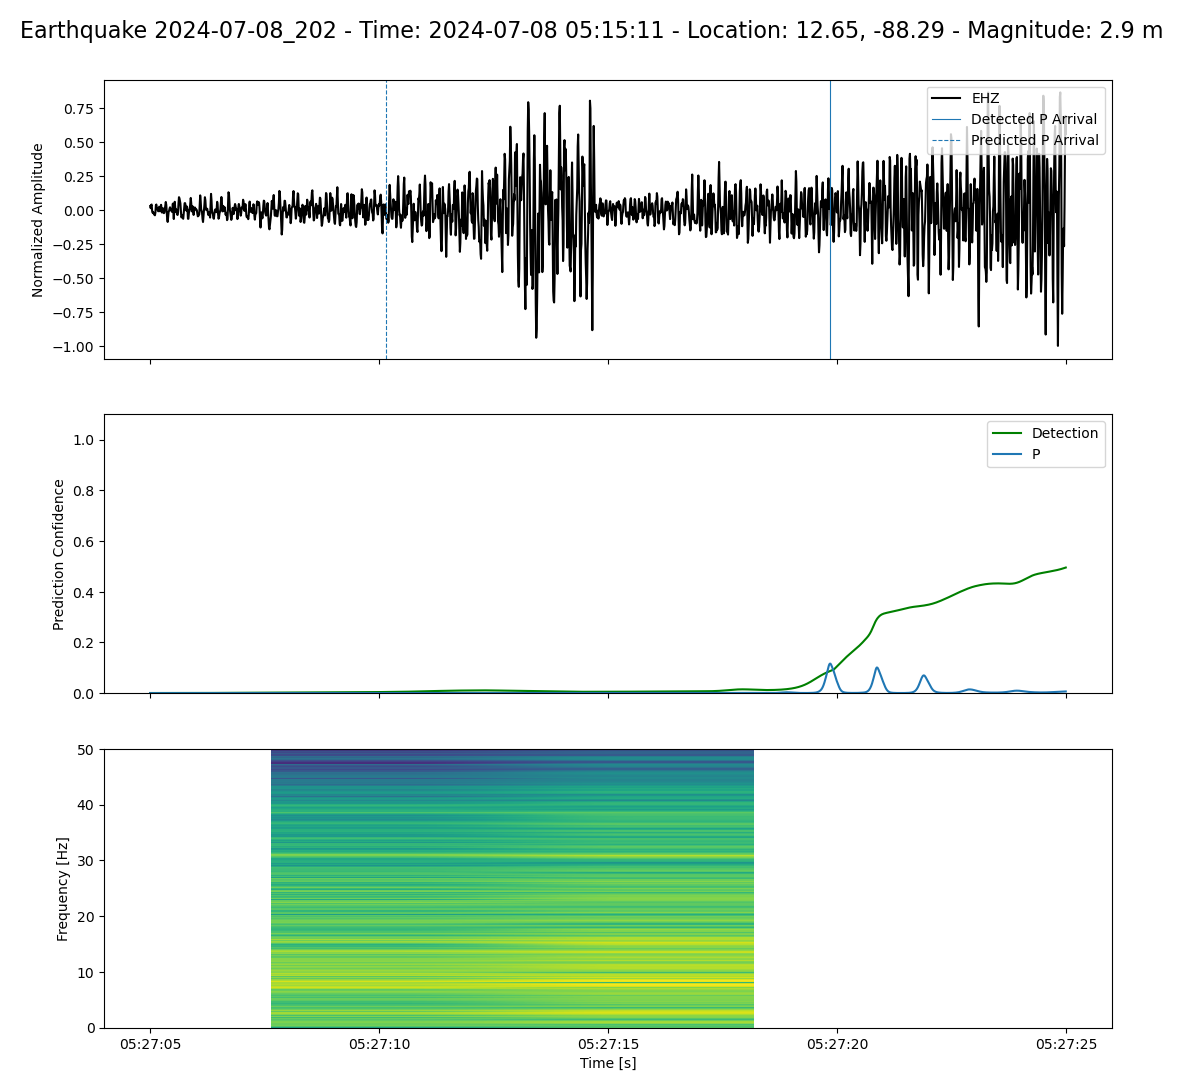 Earthquake 2024-07-08_202 - Time: 2024-07-08 05:15:11 - Location: 12.65, -88.29 - Magnitude: 2.9 m
Normalized Amplitude
0.75
0.50
0.25
0.00
−0.25
−0.50
−0.75
−1.00
EHZ
Detected P Arrival
Predicted P Arrival
Prediction Confidence
1.0
0.8
0.6
0.4
0.2
0.0
Detection
P
Frequency [Hz]
50
40
30
20
10
0
05:27:05
05:27:10
05:27:15
05:27:20
05:27:25
Time [s]